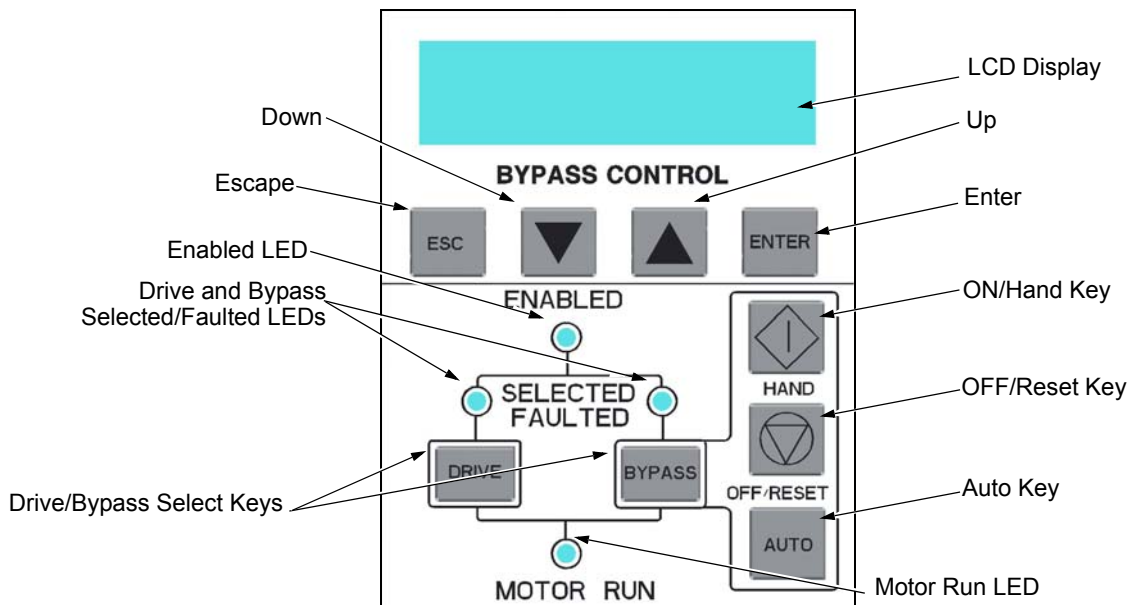 LCD Display
Down
Up
BYPASS CONTROL
Escape
Enter
ESC
ENTER
Enabled LED
ENABLED
Drive and Bypass
Selected/Faulted LEDs
ON/Hand Key
SELECTED
FAULTED
HAND
OFF/Reset Key
DRIVE
BYPASS
Drive/Bypass Select Keys
OFF/RESET
Auto Key
AUTO
MOTOR RUN
Motor Run LED